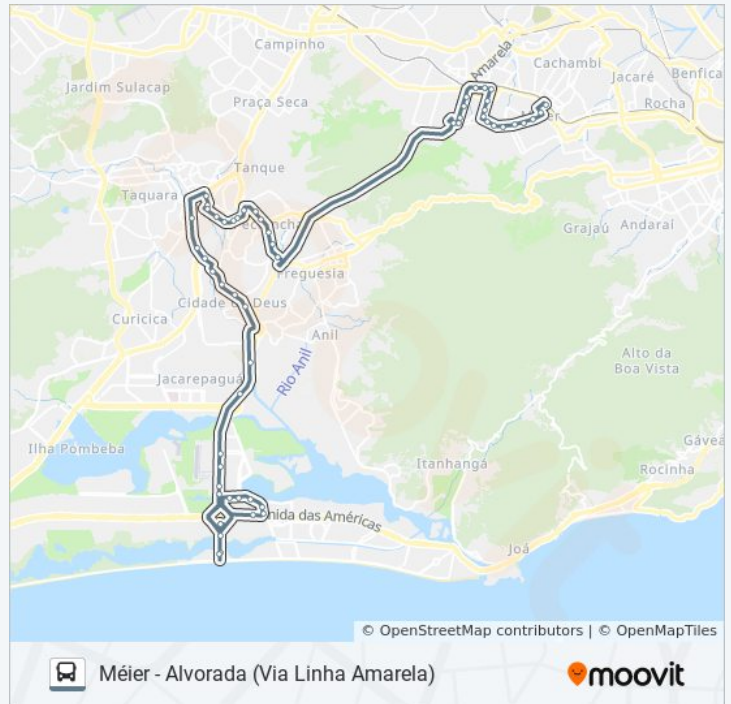 Campinho
Amarela
Cachambi
Jardim Sulacap
Jacaré
Benfica
Praça Seca
Rocha
Tanque
Taquara
Grajaú
Andaraí
Freguesia
Cidade de Deus
Curicica
Anil
Rio Anil
Alto da
Boa Vista
Jacarepaguá
Ilha Pombeba
Itanhangá
Gávea
Rocinha
nida das Américas
Joá
© OpenStreetMap contributors | © OpenMapTiles
Méier - Alvorada (Via Linha Amarela)
moovit